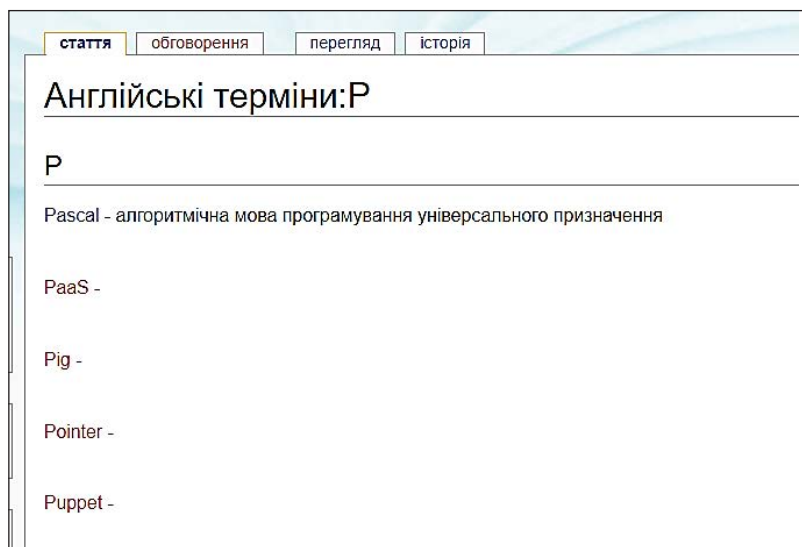 стаття обговорення перегляд історія
Англійські терміни:P
P
Pascal - алгоритмічна мова програмування універсального призначення
PaaS -
Pig -
Pointer -
Puppet -